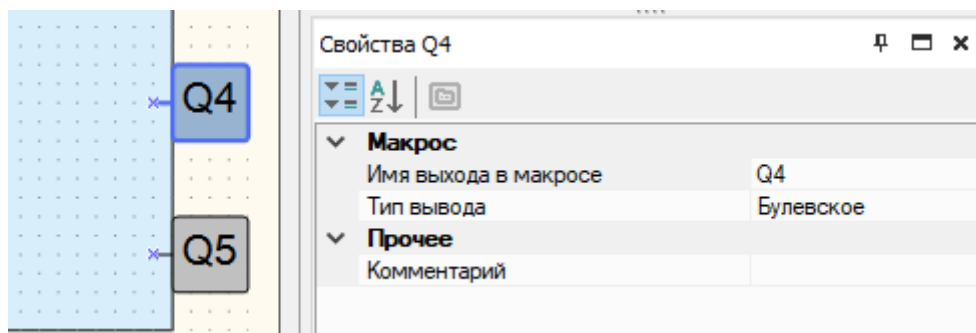 Q4
Q5
Свойства Q4
Макрос
Имя выхода в макросе Q4
Тип вывода Булевское
Прочее
Комментарий